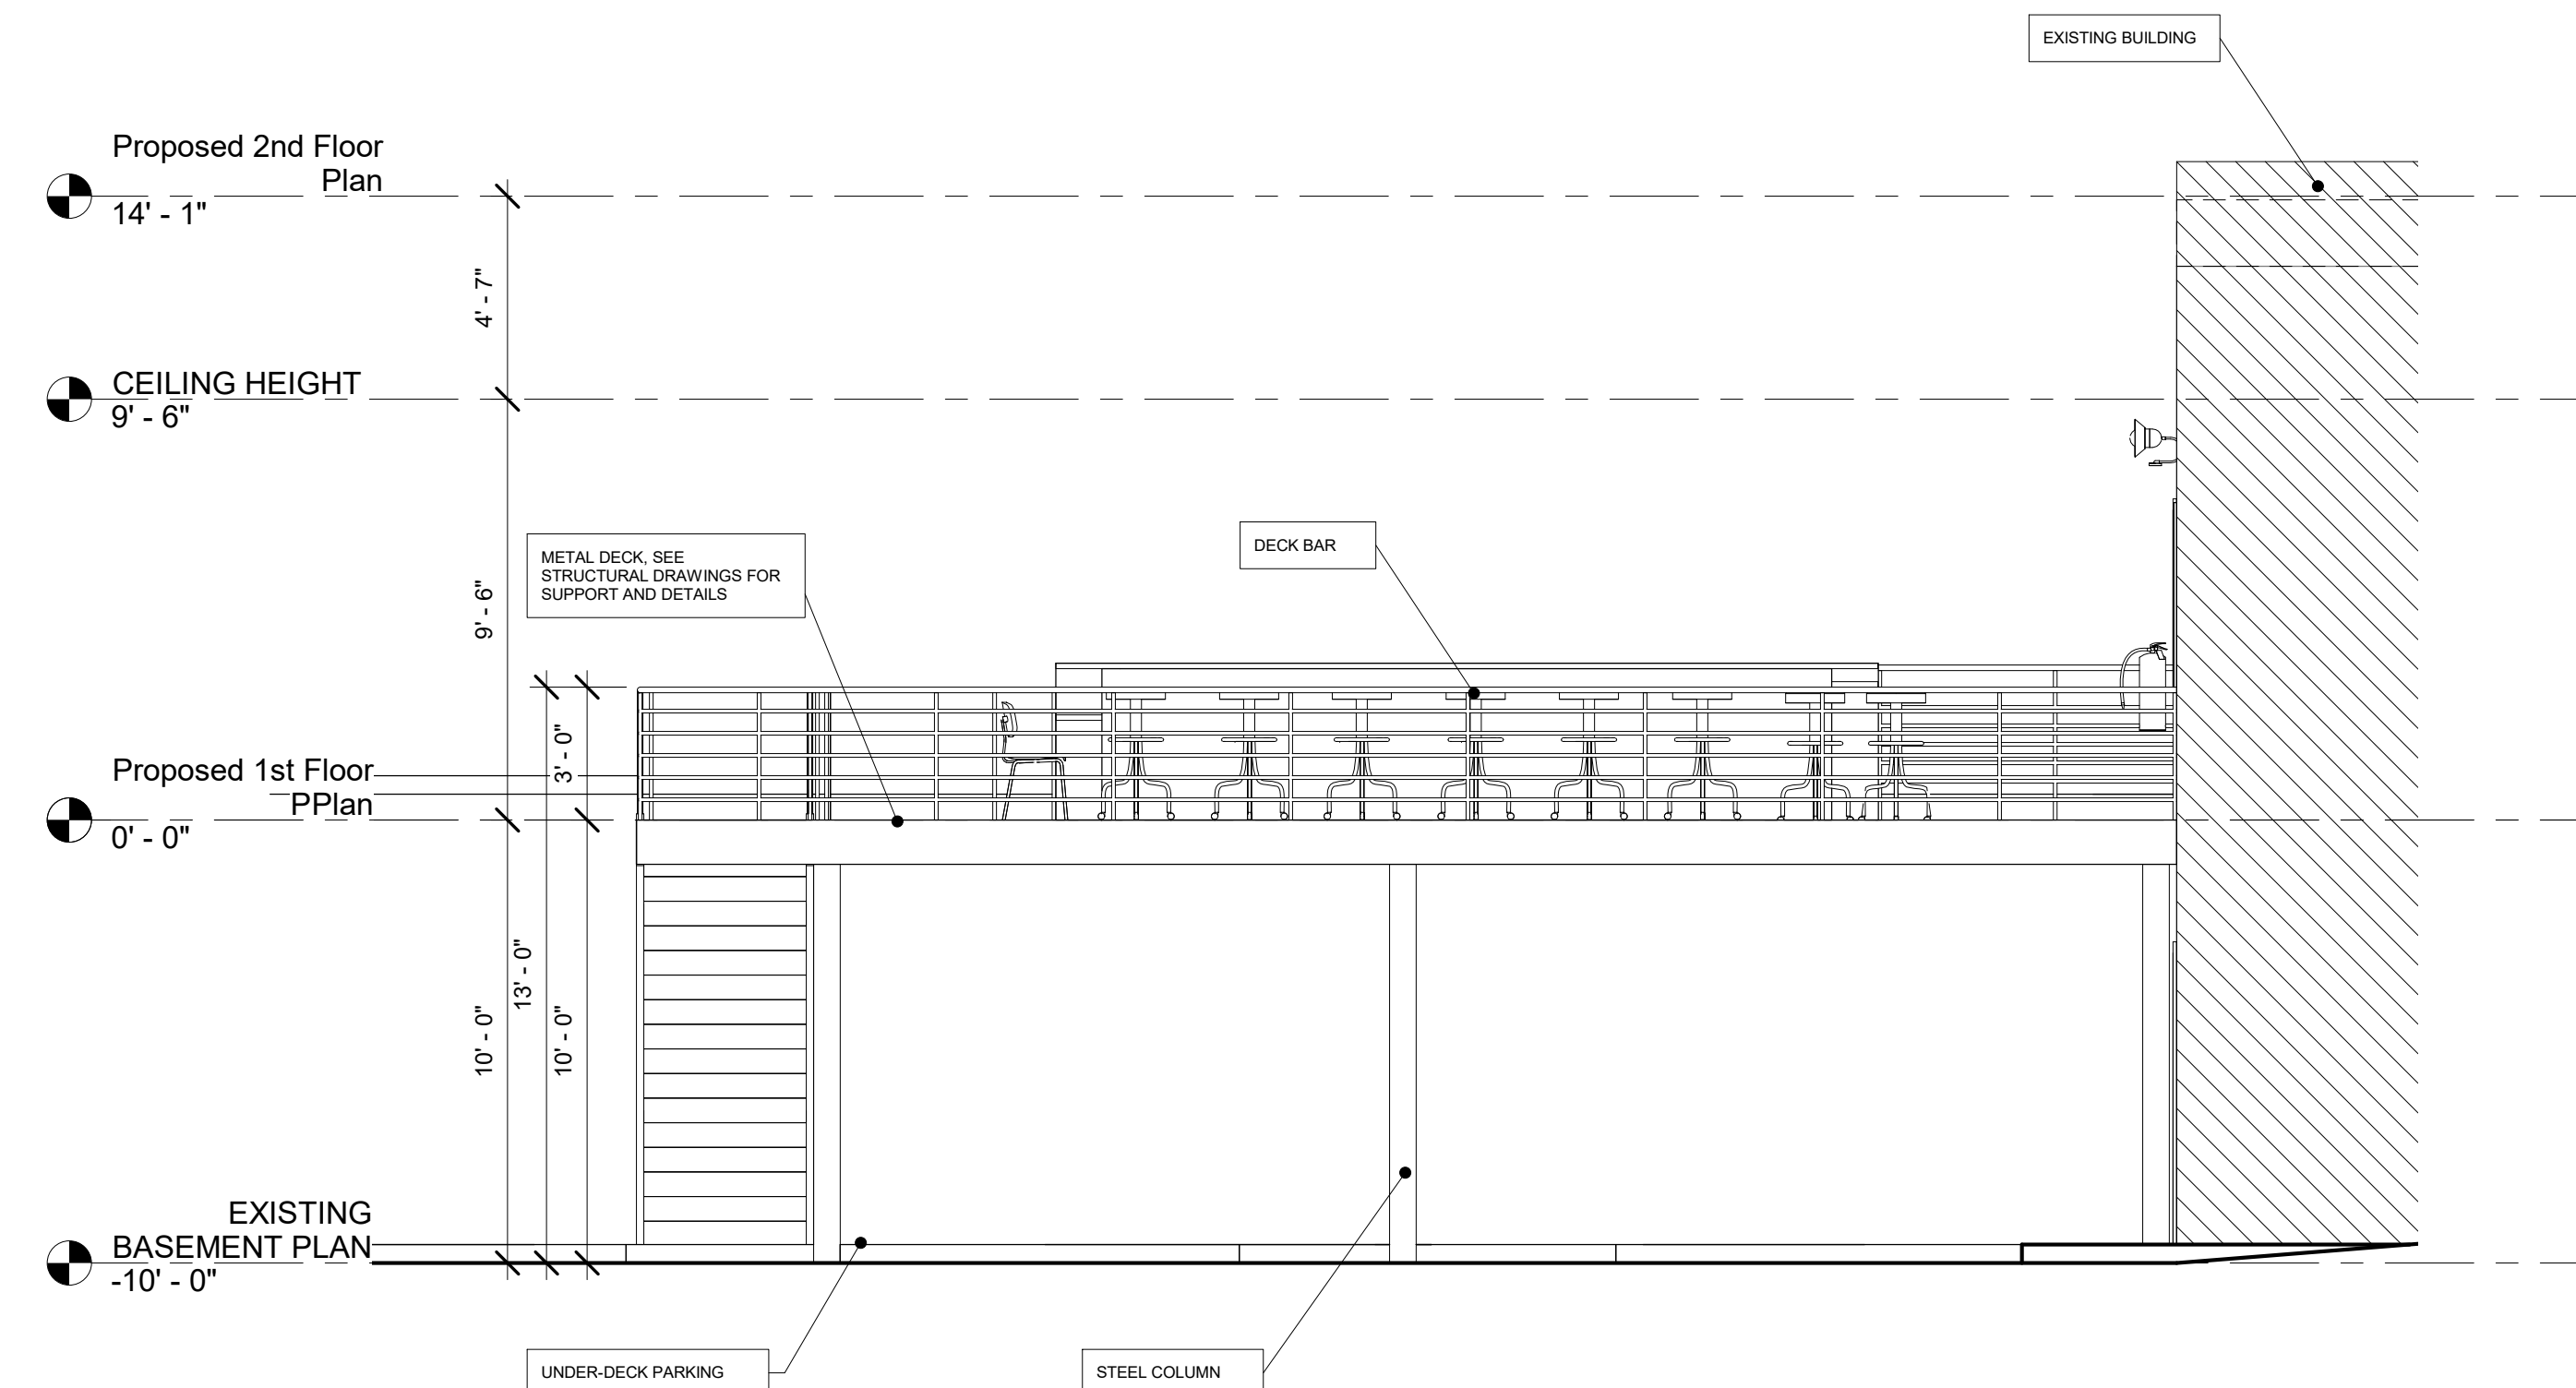 EXISTING BUILDING
Proposed 2nd Floor
Plan
14' - 1"
4' - 7"
CEILING HEIGHT
9' - 6"
METAL DECK, SEE
STRUCTURAL DRAWINGS FOR
SUPPORT AND DETAILS
DECK BAR
9' - 6"
3' - 0"
Proposed 1st Floor
PPlan
0' - 0"
13' - 0"
10' - 0"
10' - 0"
EXISTING
BASEMENT PLAN
-10' - 0"
UNDER-DECK PARKING
STEEL COLUMN